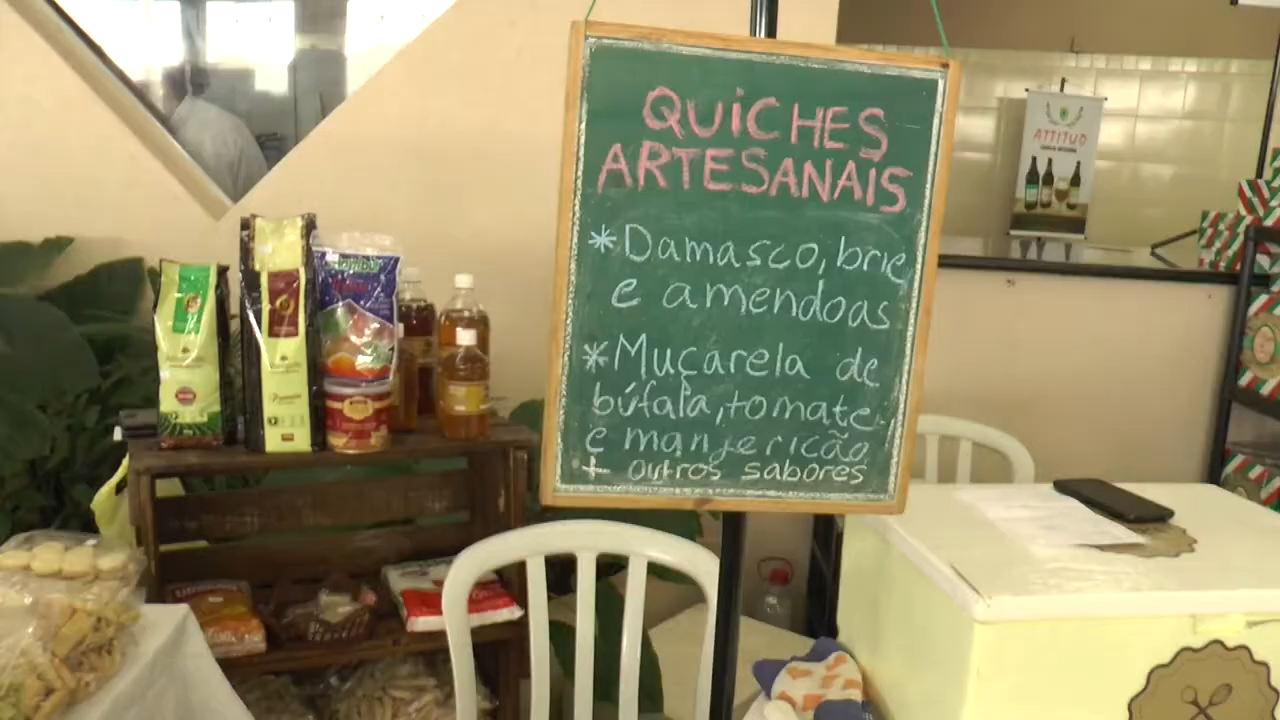 QUICHES
ARTESANAIS
* Damasco, brie
e amendoas
* Muçarela de
búfala, tomate
e manjericão
+ outros sabores
ATTITUD